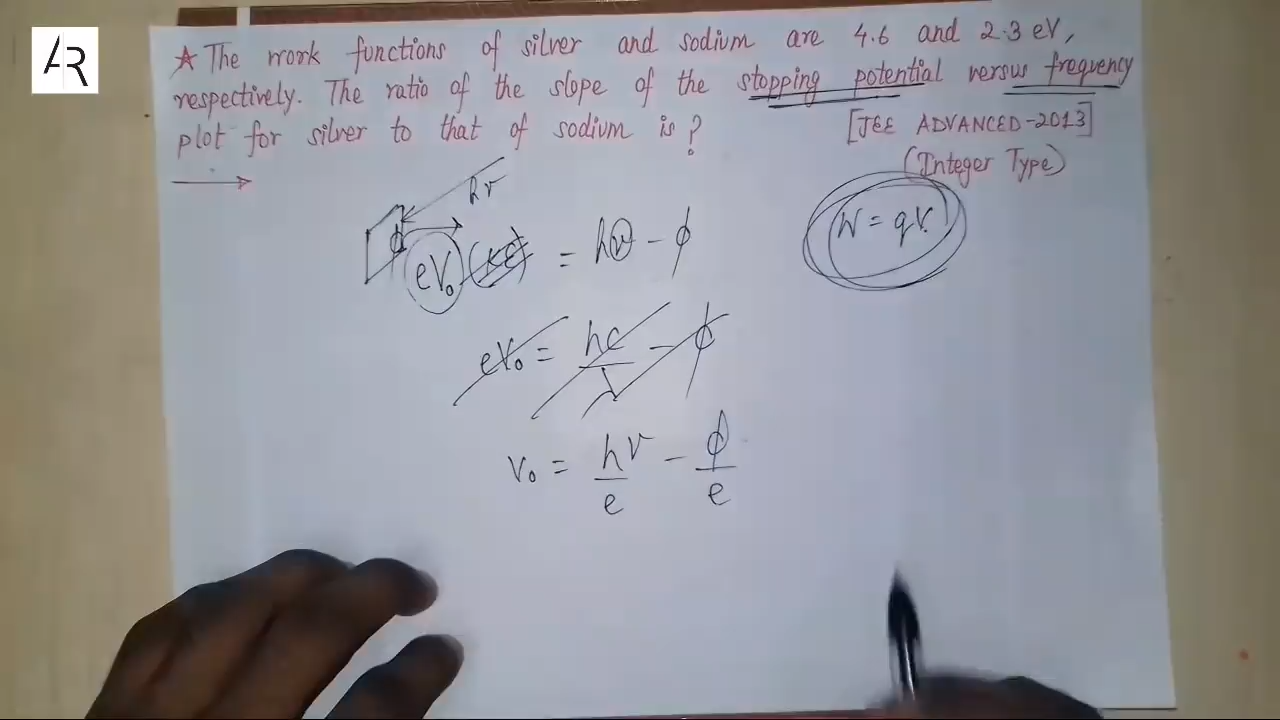 AR
☆ The work functions of silver and sodium are 4.6 and 2.3 eV,
respectively. The ratio of the slope of the stopping potential versus frequency
plot for silver to that of sodium is?
[JEE ADVANCED-2013]
(Integer Type)
hν
W = qV.
ϕ
eV₀ (KE) = hν - ϕ
eV₀ = hc/λ - ϕ
V₀ = hν/e - ϕ/e